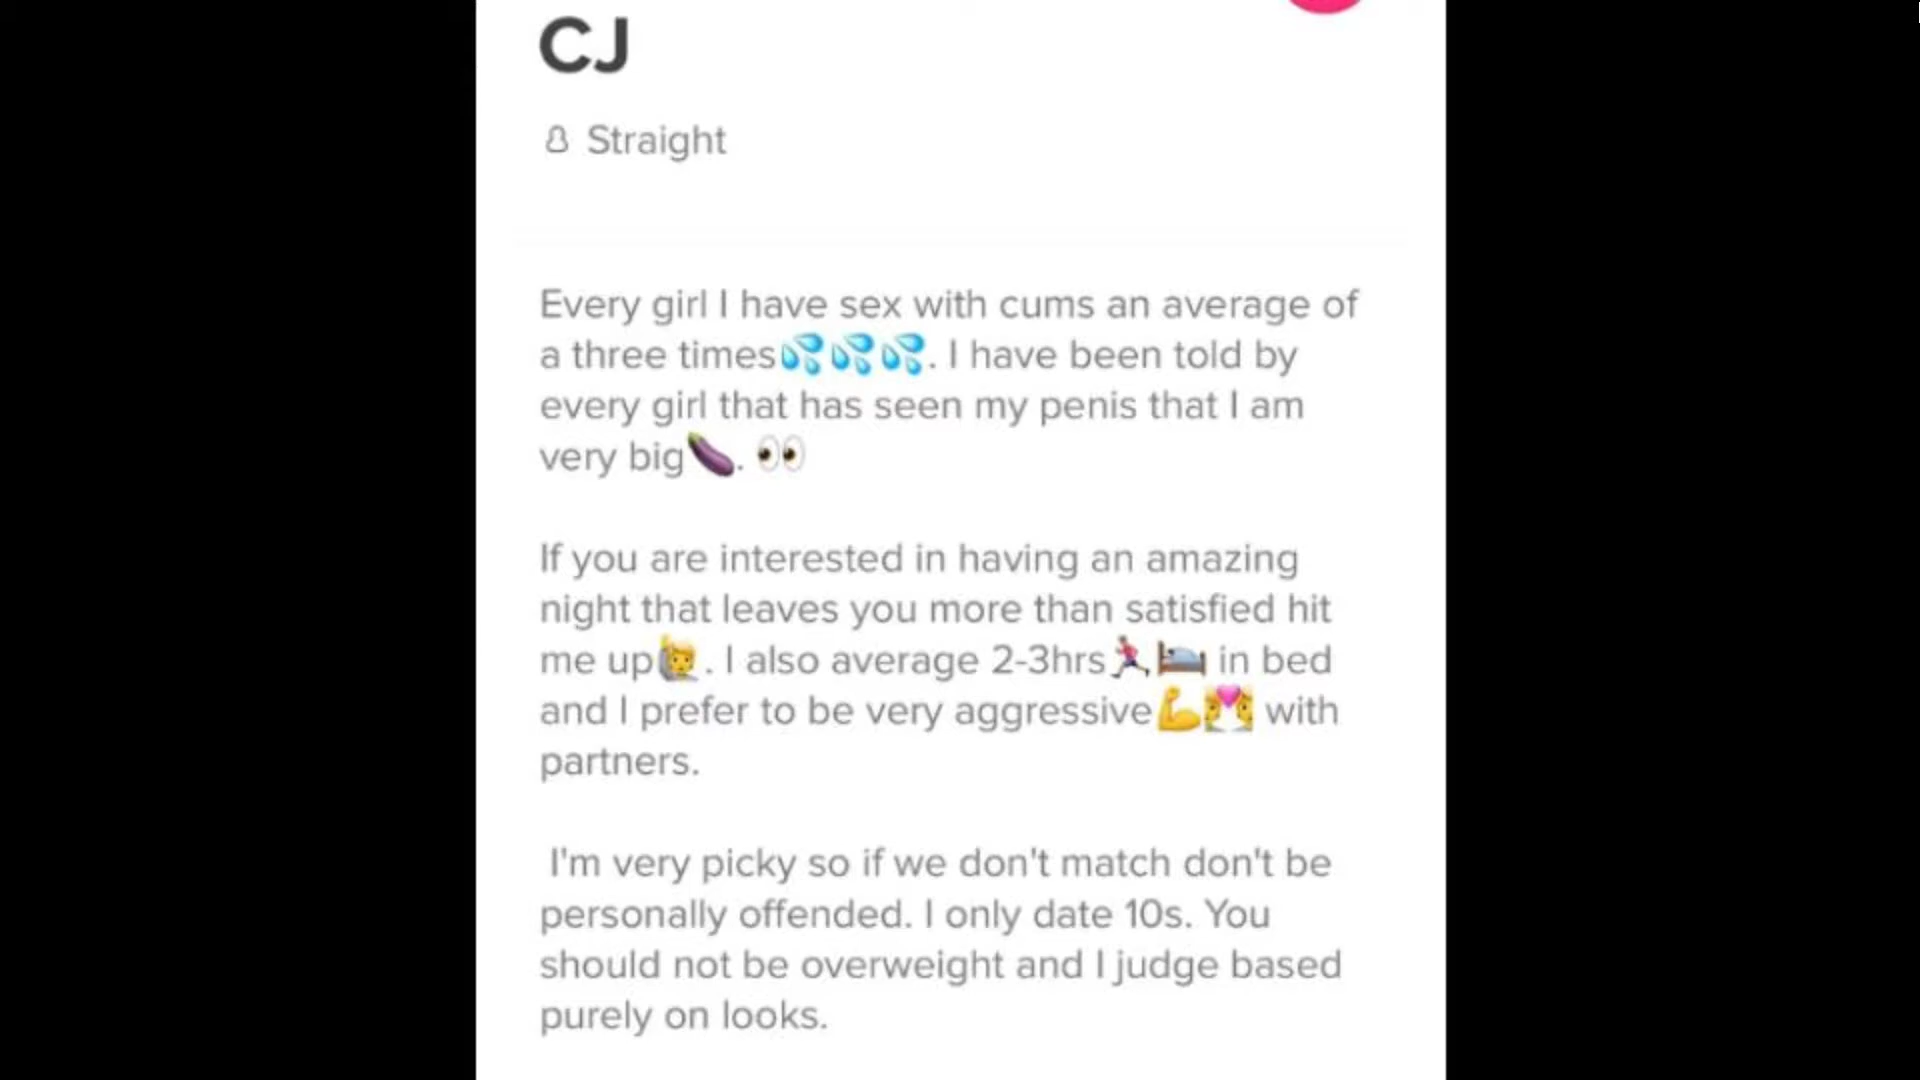 CJ
Straight
Every girl I have sex with cums an average of
a three times💦💦💦. I have been told by
every girl that has seen my penis that I am
very big🍆. 👀
If you are interested in having an amazing
night that leaves you more than satisfied hit
me up🙋. I also average 2-3hrs🏃🛏 in bed
and I prefer to be very aggressive💪💑 with
partners.
I'm very picky so if we don't match don't be
personally offended. I only date 10s. You
should not be overweight and I judge based
purely on looks.